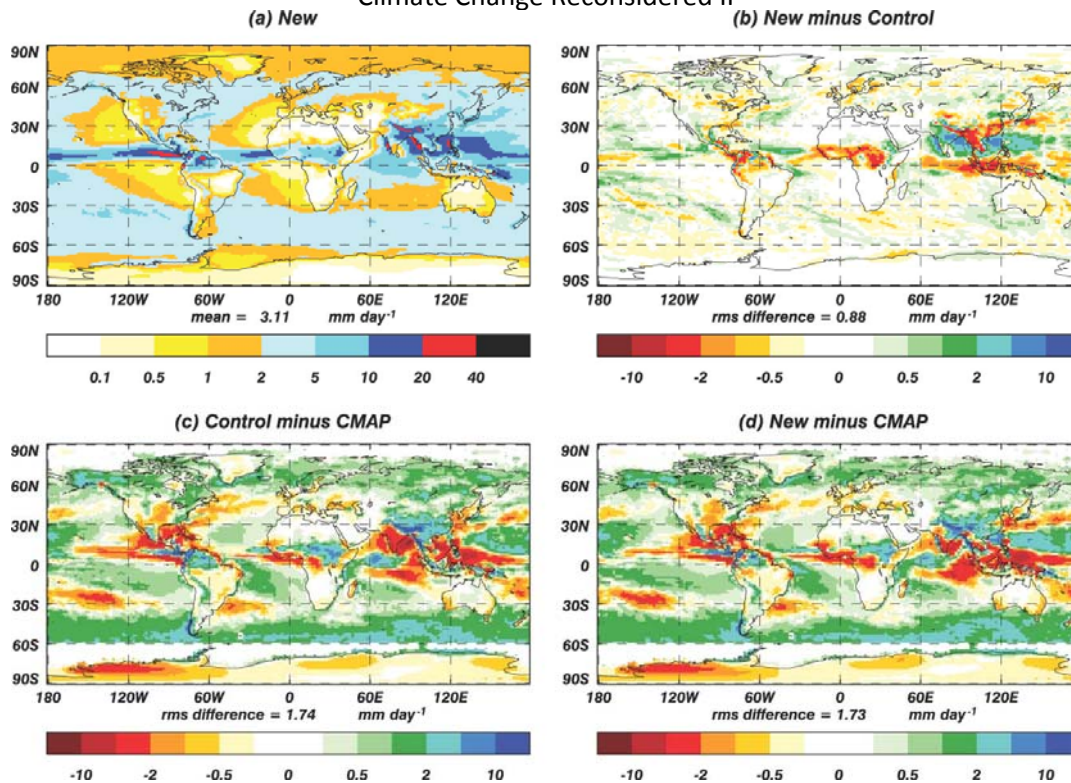 Climate Change Reconsidered II
(a) New
(b) New minus Control
90N
60N
30N
0
30S
60S
90S
180 120W 60W 0 60E 120E
mean = 3.11 mm day-1
0.1 0.5 1 2 5 10 20 40
90N
60N
30N
0
30S
60S
90S
180 120W 60W 0 60E 120E
rms difference = 0.88 mm day-1
-10 -2 -0.5 0 0.5 2 10
(c) Control minus CMAP
(d) New minus CMAP
90N
60N
30N
0
30S
60S
90S
180 120W 60W 0 60E 120E
rms difference = 1.74 mm day-1
-10 -2 -0.5 0 0.5 2 10
90N
60N
30N
0
30S
60S
90S
180 120W 60W 0 60E 120E
rms difference = 1.73 mm day-1
-10 -2 -0.5 0 0.5 2 10